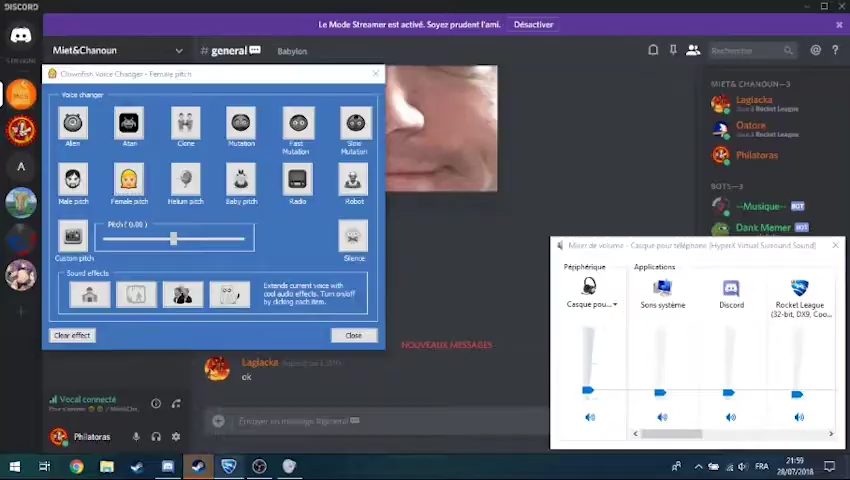 DISCORD
Le Mode Streamer est activé. Soyez prudent l'ami.
Désactiver
Miet&Chanoun
# general
Babylon
Recherche
Clownfish Voice Changer - Female pitch
Voice changer
Alien
Atari
Clone
Mutation
Fast Mutation
Slow Mutation
Male pitch
Female pitch
Helium pitch
Baby pitch
Radio
Robot
Pitch ( 0.00 )
Custom pitch
Silence
Sound effects
Extends current voice with
cool audio effects. Turn on/off
by clicking each item.
Clear effect
Close
MIET & CHANOUN—3
Lagiacka
à Rocket League
Oatore
à Rocket League
Philatoras
BOTS—3
--Musique-- BOT
Dank Memer BOT
Mixer de volume - Casque pour téléphone (HyperX Virtual Surround Sound)
Périphérique
Applications
Casque pou...
Sons système
Discord
Rocket League
(32-bit, DX9, Coo...
NOUVEAUX MESSAGES
Lagiacka
ok
Vocal connecté
Philatoras
A
FRA
21:59
28/07/2018